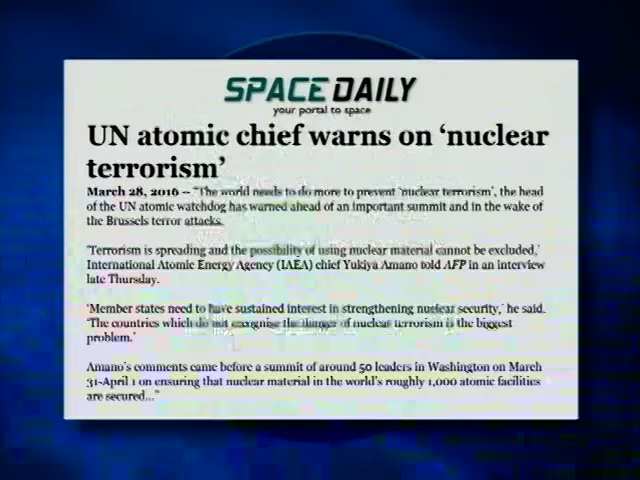 SPACE DAILY
your portal to space
UN atomic chief warns on ‘nuclear
terrorism’
March 28, 2016 -- “The world needs to do more to prevent ‘nuclear terrorism’, the head
of the UN atomic watchdog has warned ahead of an important summit and in the wake of
the Brussels terror attacks.
‘Terrorism is spreading and the possibility of using nuclear material cannot be excluded,’
International Atomic Energy Agency (IAEA) chief Yukiya Amano told AFP in an interview
late Thursday.
‘Member states need to have sustained interest in strengthening nuclear security,’ he said.
‘The countries which do not recognise the danger of nuclear terrorism is the biggest
problem.’
Amano’s comments came before a summit of around 50 leaders in Washington on March
31-April 1 on ensuring that nuclear material in the world’s roughly 1,000 atomic facilities
are secured...”